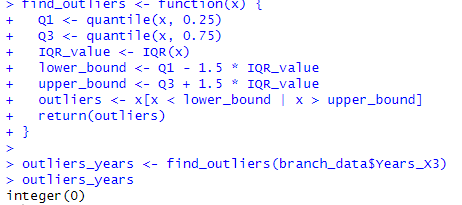 > find_outliers <- function(x) {
+   Q1 <- quantile(x, 0.25)
+   Q3 <- quantile(x, 0.75)
+   IQR_value <- IQR(x)
+   lower_bound <- Q1 - 1.5 * IQR_value
+   upper_bound <- Q3 + 1.5 * IQR_value
+   outliers <- x[x < lower_bound | x > upper_bound]
+   return(outliers)
+ }
>
> outliers_years <- find_outliers(branch_data$Years_X3)
> outliers_years
integer(0)